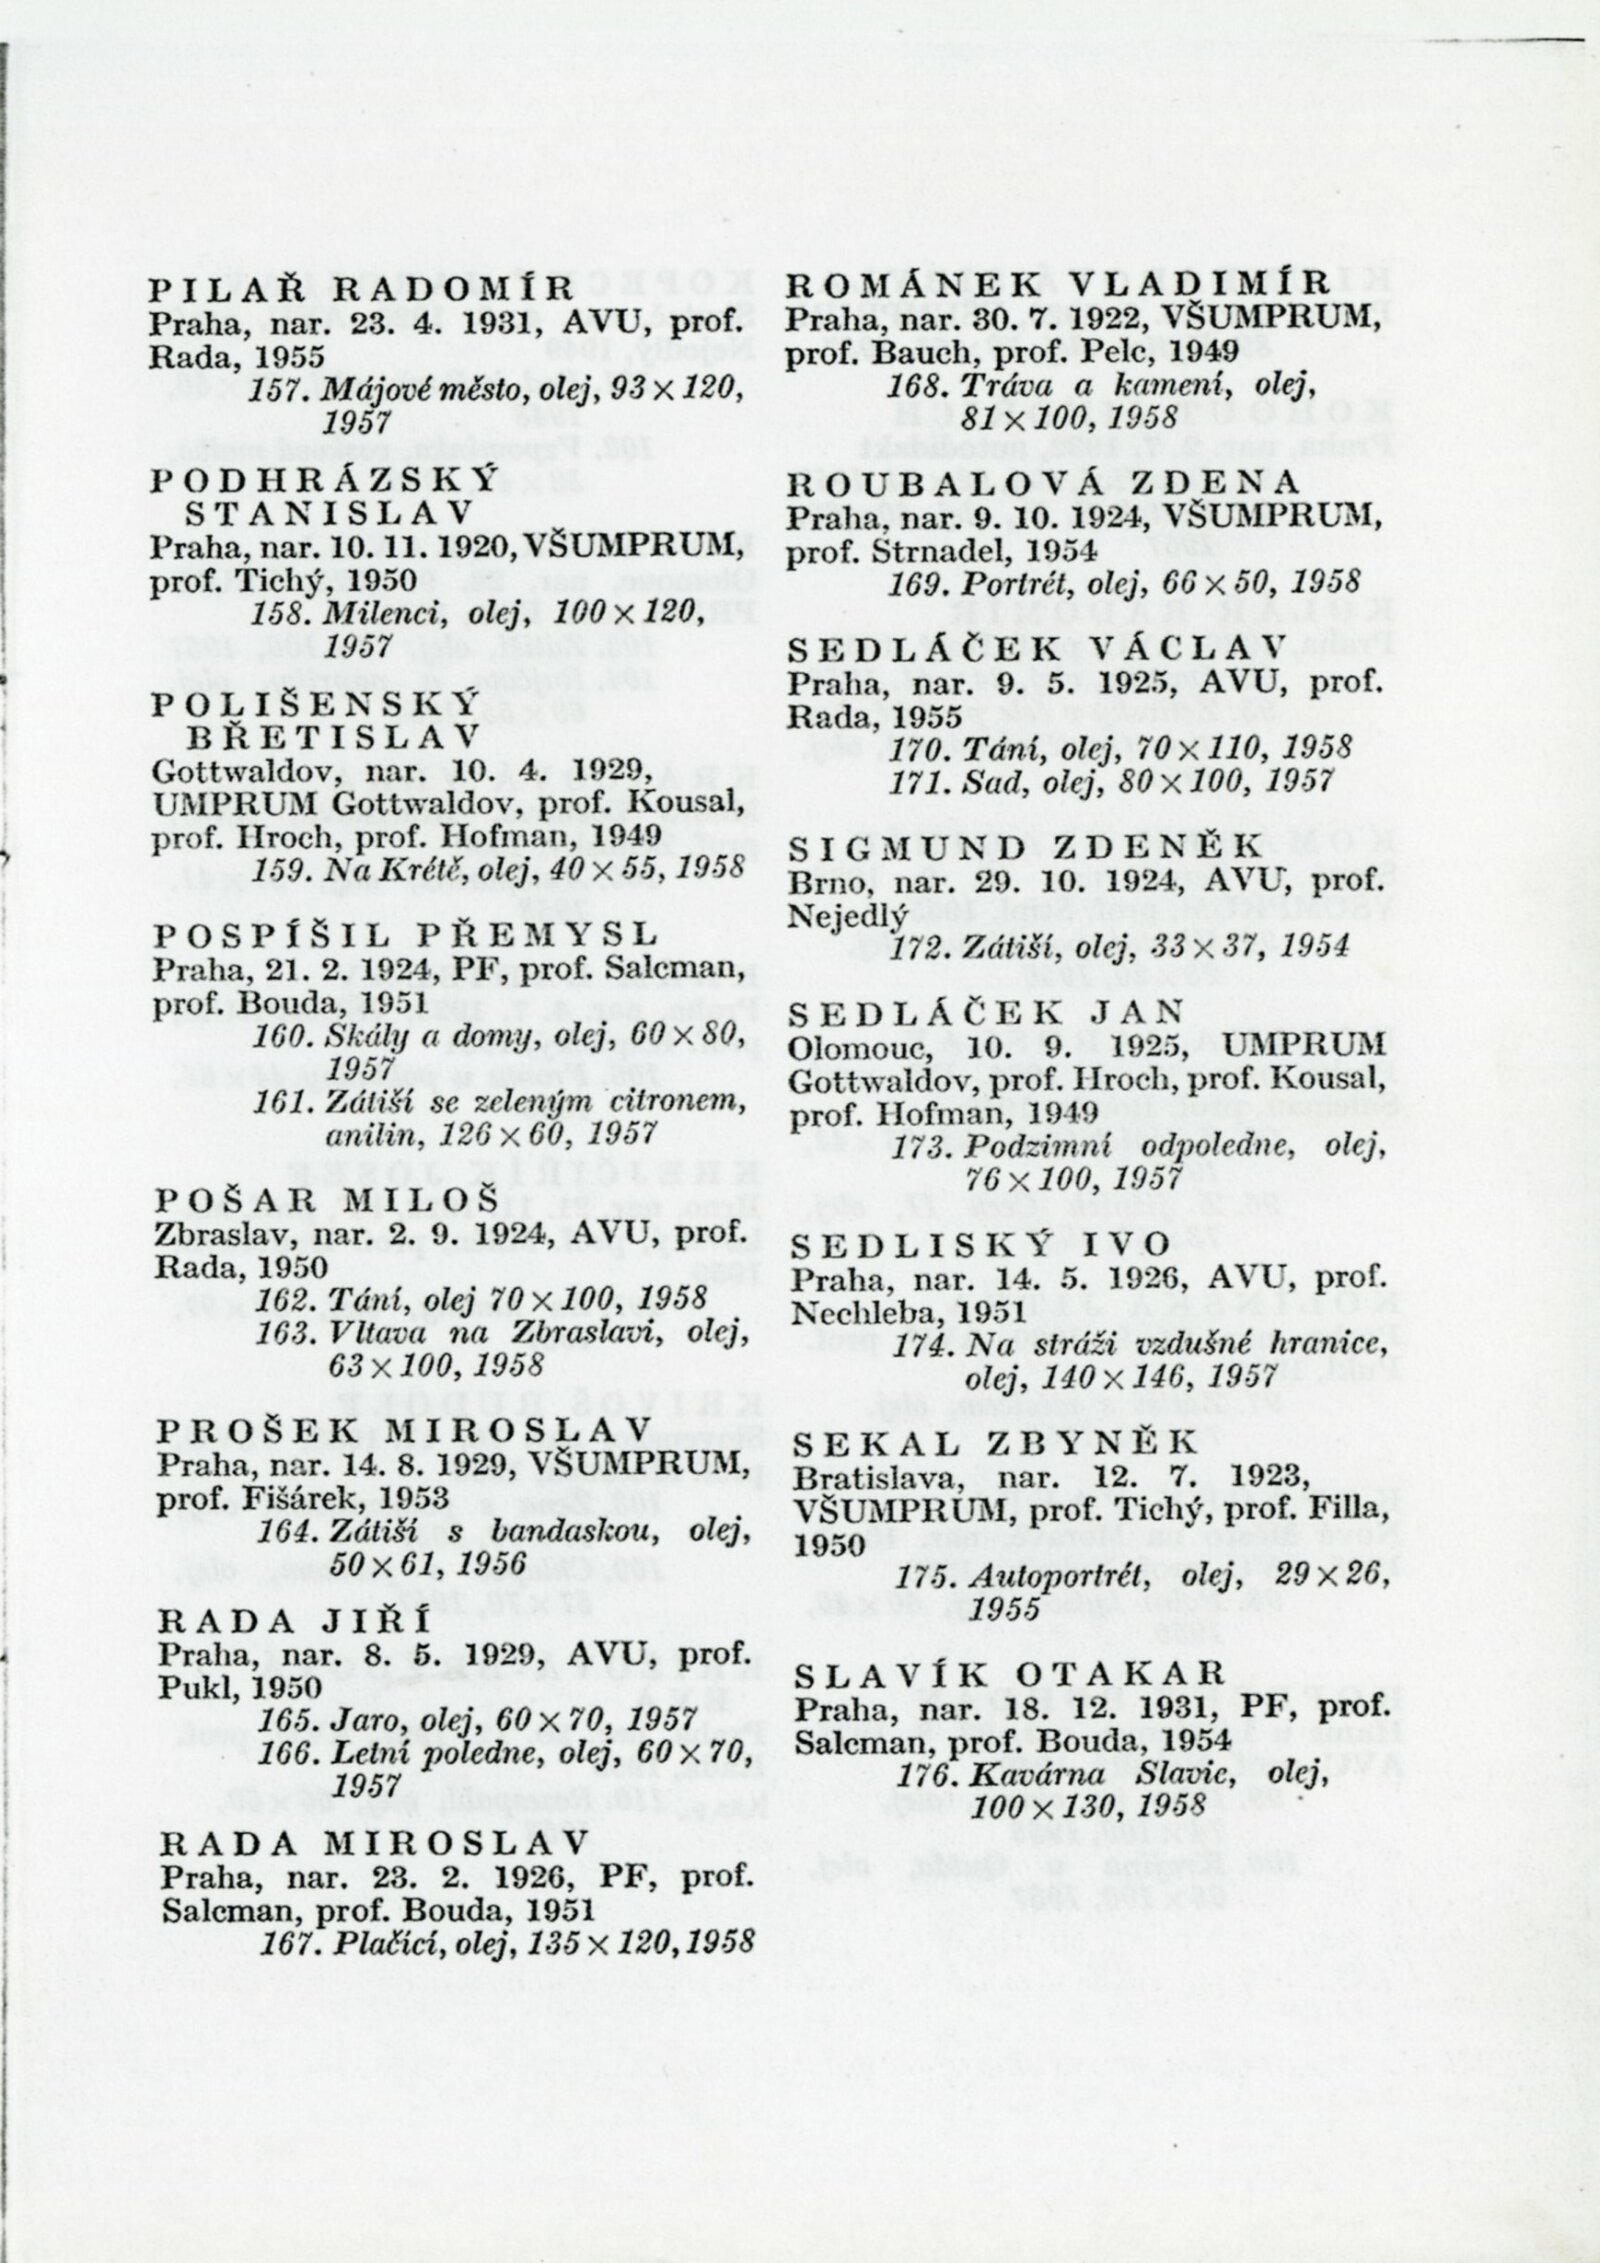 PILAŘ RADOMÍR
Praha, nar. 23. 4. 1931, AVU, prof.
Rada, 1955
157. Májové město, olej, 93 × 120,
1957
PODHRÁZSKÝ
STANISLAV
Praha, nar. 10. 11. 1920, VŠUMPRUM,
prof. Tichý, 1950
158. Milenci, olej, 100 × 120,
1957
POLIŠENSKÝ
BŘETISLAV
Gottwaldov, nar. 10. 4. 1929,
UMPRUM Gottwaldov, prof. Kousal,
prof. Hroch, prof. Hofman, 1949
159. Na Krétě, olej, 40 × 55, 1958
POSPÍŠIL PŘEMYSL
Praha, 21. 2. 1924, PF, prof. Salcman,
prof. Bouda, 1951
160. Skály a domy, olej, 60 × 80,
1957
161. Zátiší se zeleným citronem,
anilin, 126 × 60, 1957
POŠAR MILOŠ
Zbraslav, nar. 2. 9. 1924, AVU, prof.
Rada, 1950
162. Tání, olej 70 × 100, 1958
163. Vltava na Zbraslavi, olej,
63 × 100, 1958
PROŠEK MIROSLAV
Praha, nar. 14. 8. 1929, VŠUMPRUM,
prof. Fišárek, 1953
164. Zátiší s bandaskou, olej,
50 × 61, 1956
RADA JIŘÍ
Praha, nar. 8. 5. 1929, AVU, prof.
Pukl, 1950
165. Jaro, olej, 60 × 70, 1957
166. Letní poledne, olej, 60 × 70,
1957
RADA MIROSLAV
Praha, nar. 23. 2. 1926, PF, prof.
Salcman, prof. Bouda, 1951
167. Plačící, olej, 135 × 120, 1958
ROMÁNEK VLADIMÍR
Praha, nar. 30. 7. 1922, VŠUMPRUM,
prof. Bauch, prof. Pelc, 1949
168. Tráva a kamení, olej,
81 × 100, 1958
ROUBALOVÁ ZDENA
Praha, nar. 9. 10. 1924, VŠUMPRUM,
prof. Strnadel, 1954
169. Portrét, olej, 66 × 50, 1958
SEDLÁČEK VÁCLAV
Praha, nar. 9. 5. 1925, AVU, prof.
Rada, 1955
170. Tání, olej, 70 × 110, 1958
171. Sad, olej, 80 × 100, 1957
SIGMUND ZDENĚK
Brno, nar. 29. 10. 1924, AVU, prof.
Nejedlý
172. Zátiší, olej, 33 × 37, 1954
SEDLÁČEK JAN
Olomouc, 10. 9. 1925, UMPRUM
Gottwaldov, prof. Hroch, prof. Kousal,
prof. Hofman, 1949
173. Podzimní odpoledne, olej,
76 × 100, 1957
SEDLISKÝ IVO
Praha, nar. 14. 5. 1926, AVU, prof.
Nechleba, 1951
174. Na stráži vzdušné hranice,
olej, 140 × 146, 1957
SEKAL ZBYNĚK
Bratislava, nar. 12. 7. 1923,
VŠUMPRUM, prof. Tichý, prof. Filla,
1950
175. Autoportrét, olej, 29 × 26,
1955
SLAVÍK OTAKAR
Praha, nar. 18. 12. 1931, PF, prof.
Salcman, prof. Bouda, 1954
176. Kavárna Slavie, olej,
100 × 130, 1958